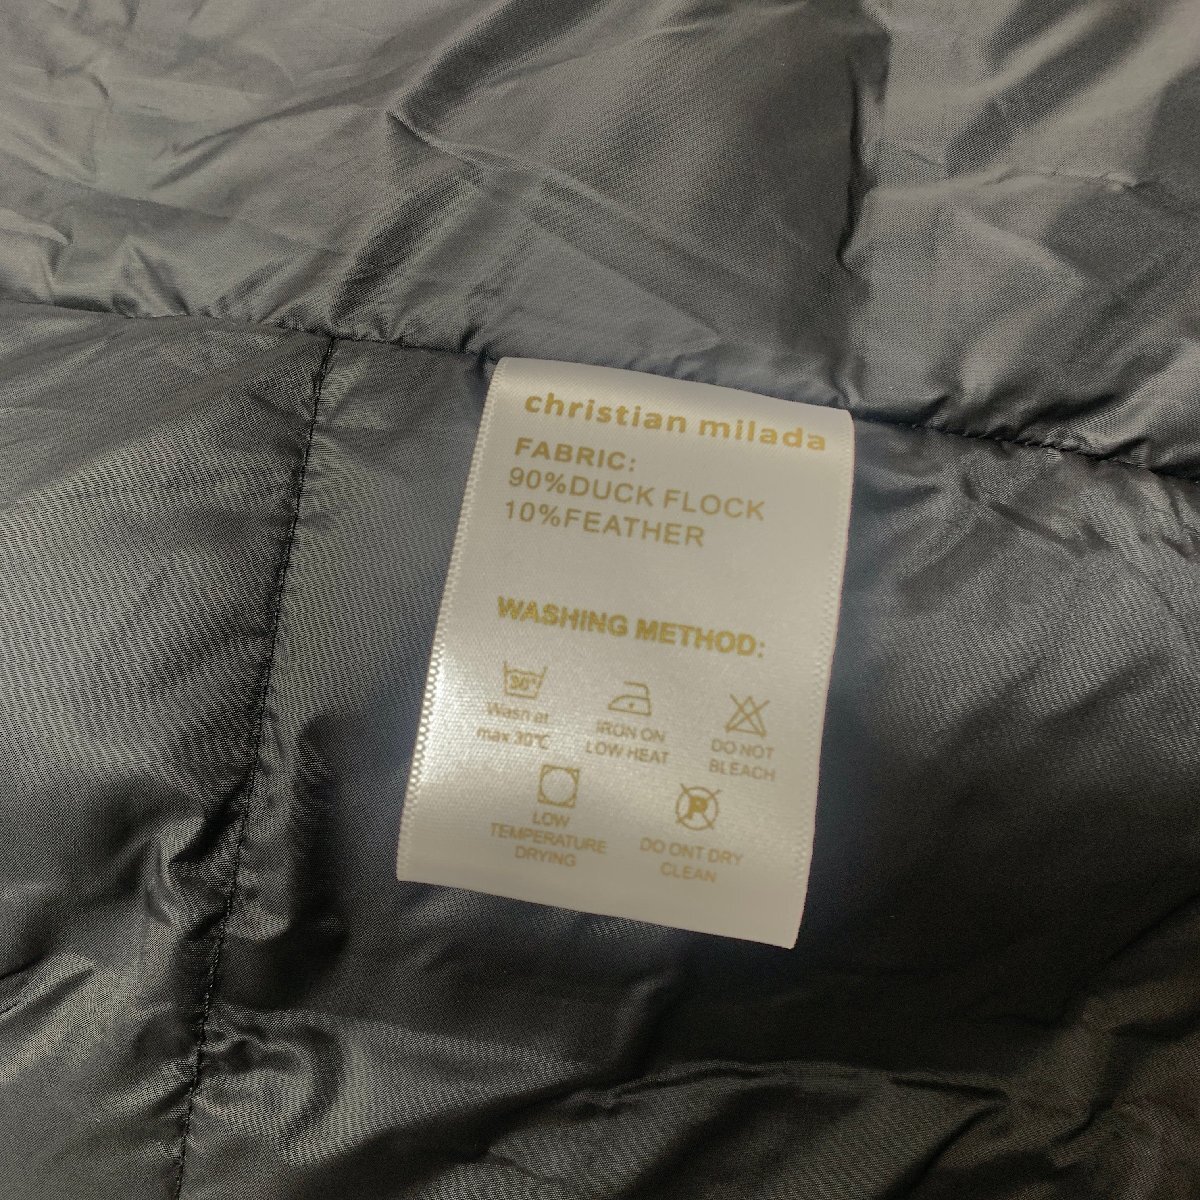 christian milada
FABRIC:
90%DUCK FLOCK
10%FEATHER
WASHING METHOD:
30°
Wash at
max 30℃
IRON ON
LOW HEAT
DO NOT
BLEACH
LOW
TEMPERATURE
DRYING
P
DO ONT DRY
CLEAN